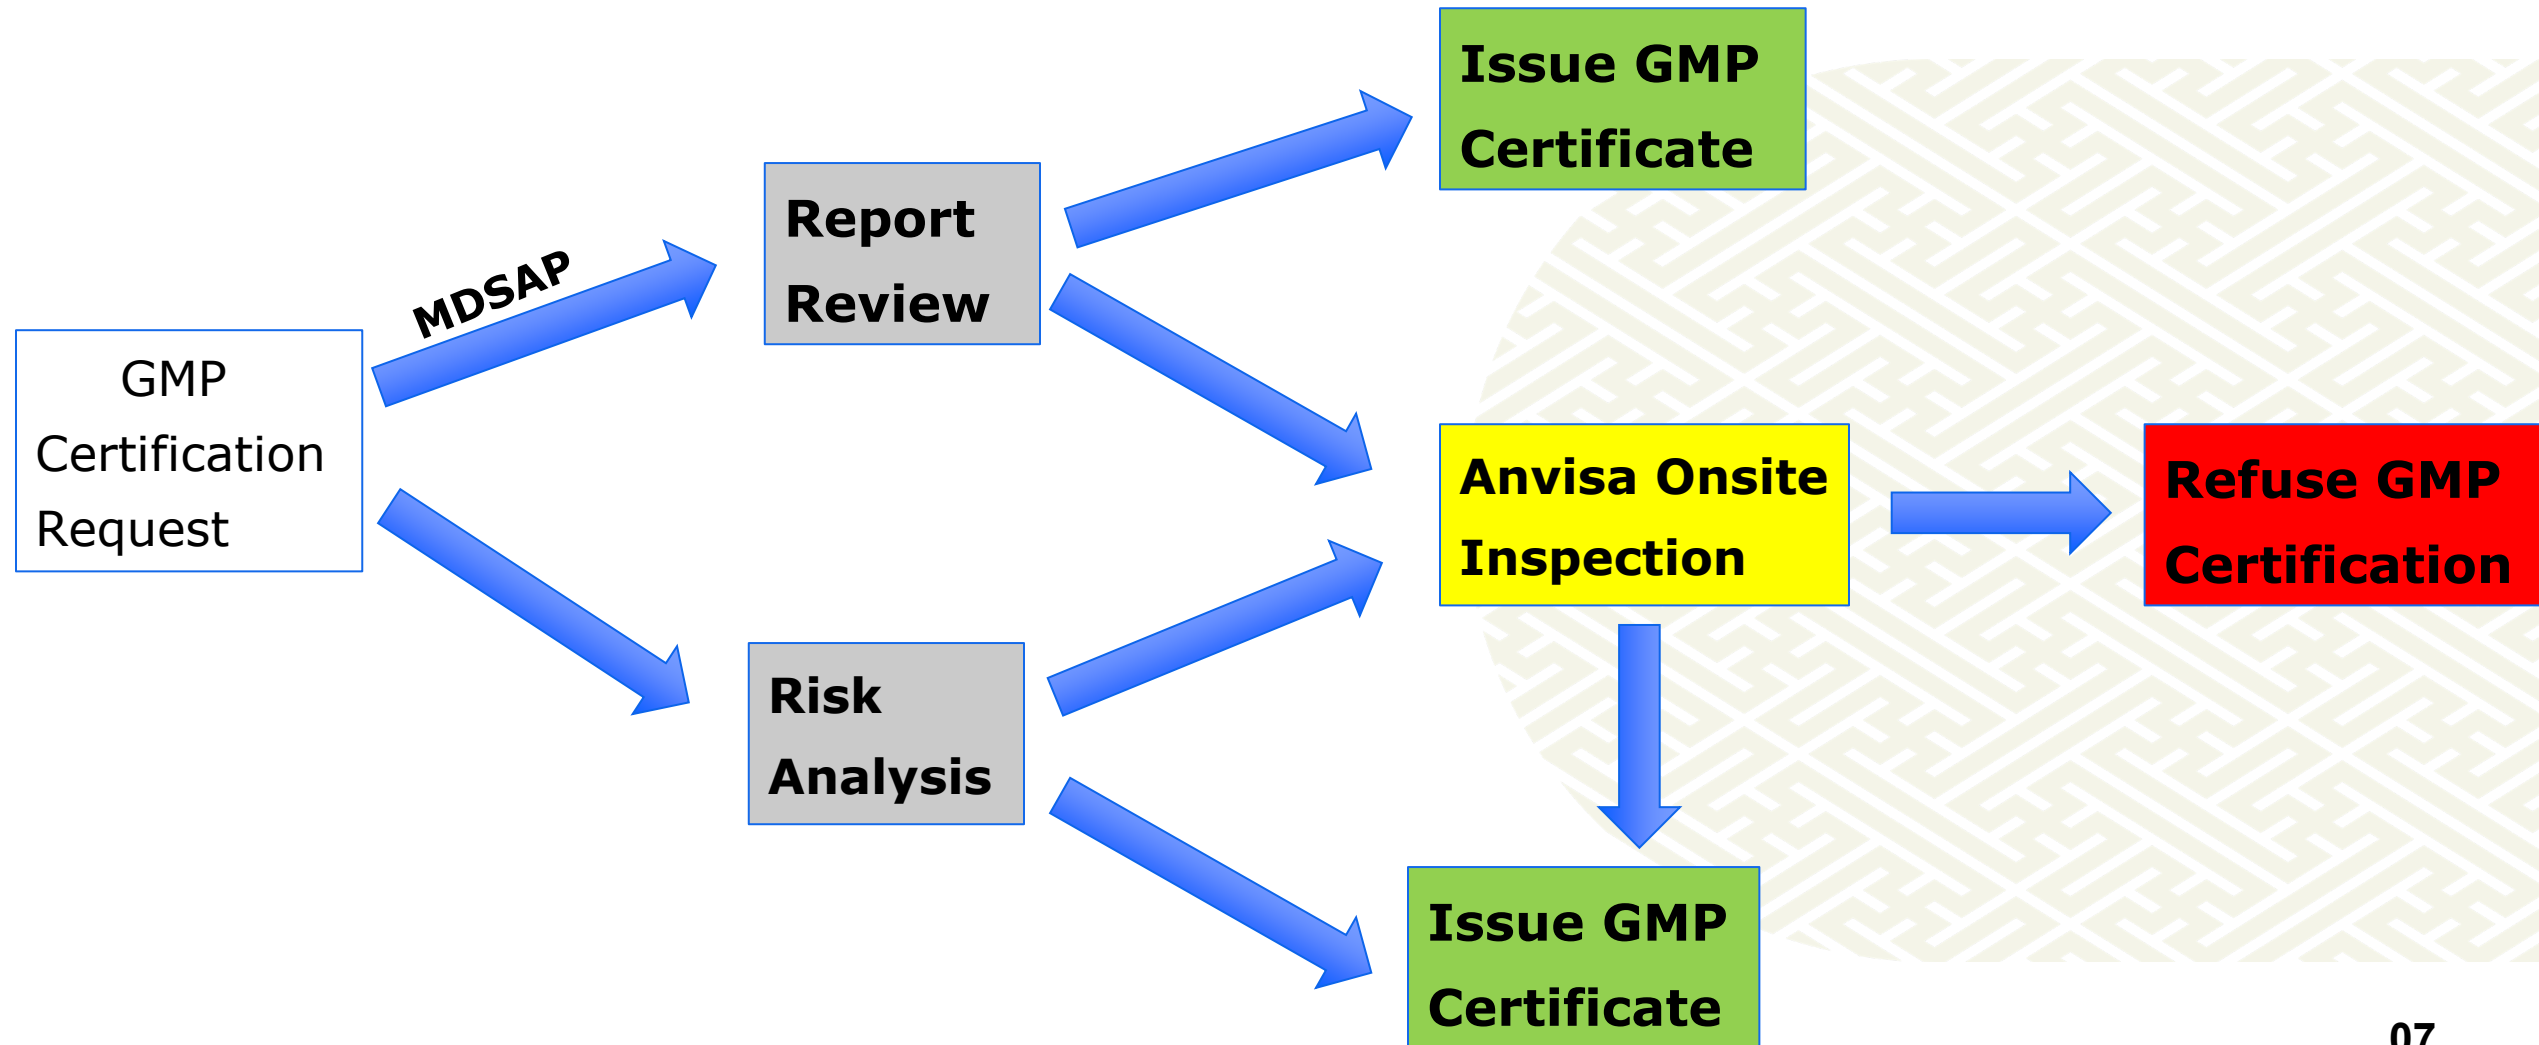 Issue GMP
Certificate
Report
Review
MDSAP
GMP
Certification
Request
Anvisa Onsite
Inspection
Refuse GMP
Certification
Risk
Analysis
Issue GMP
Certificate
07